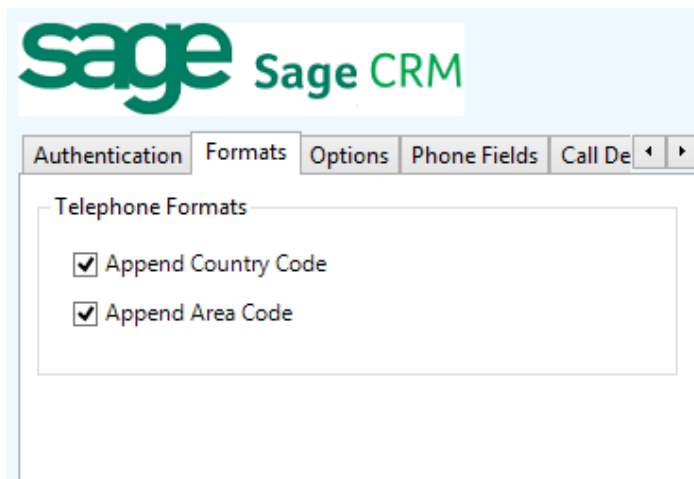 sage Sage CRM
Authentication Formats Options Phone Fields Call De
Telephone Formats
Append Country Code
Append Area Code